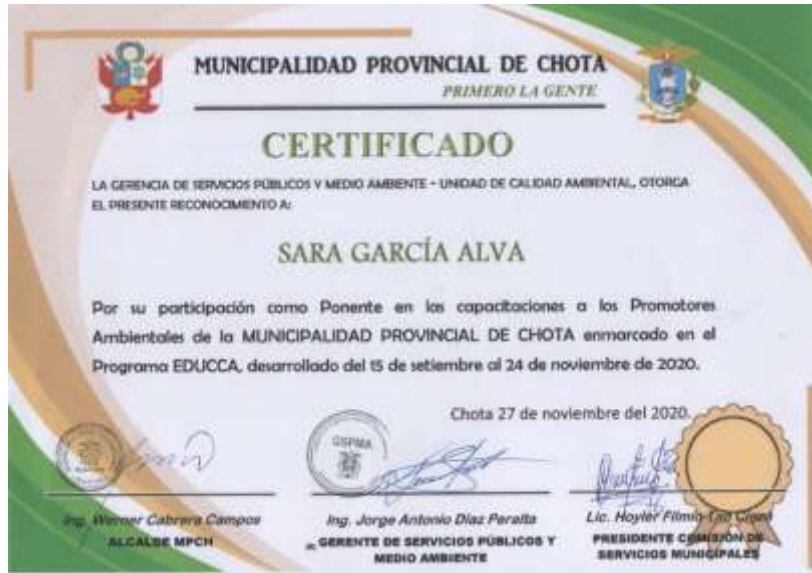 MUNICIPALIDAD PROVINCIAL DE CHOTA
PRIMERO LA GENTE
CERTIFICADO
LA GERENCIA DE SERVICIOS PÚBLICOS Y MEDIO AMBIENTE - UNIDAD DE CALIDAD AMBIENTAL, OTORGA
EL PRESENTE RECONOCIMIENTO A:
SARA GARCÍA ALVA
Por su participación como Ponente en las capacitaciones a los Promotores
Ambientales de la MUNICIPALIDAD PROVINCIAL DE CHOTA enmarcado en el
Programa EDUCCA, desarrollado del 15 de setiembre al 24 de noviembre de 2020.
Chota 27 de noviembre del 2020.
GSPMA
Ing. Werner Cabrera Campos
ALCALDE MPCH
Ing. Jorge Antonio Díaz Peralta
GERENTE DE SERVICIOS PÚBLICOS Y
MEDIO AMBIENTE
Lic. Hoyler
PRESIDENTE COMISIÓN DE
SERVICIOS MUNICIPALES